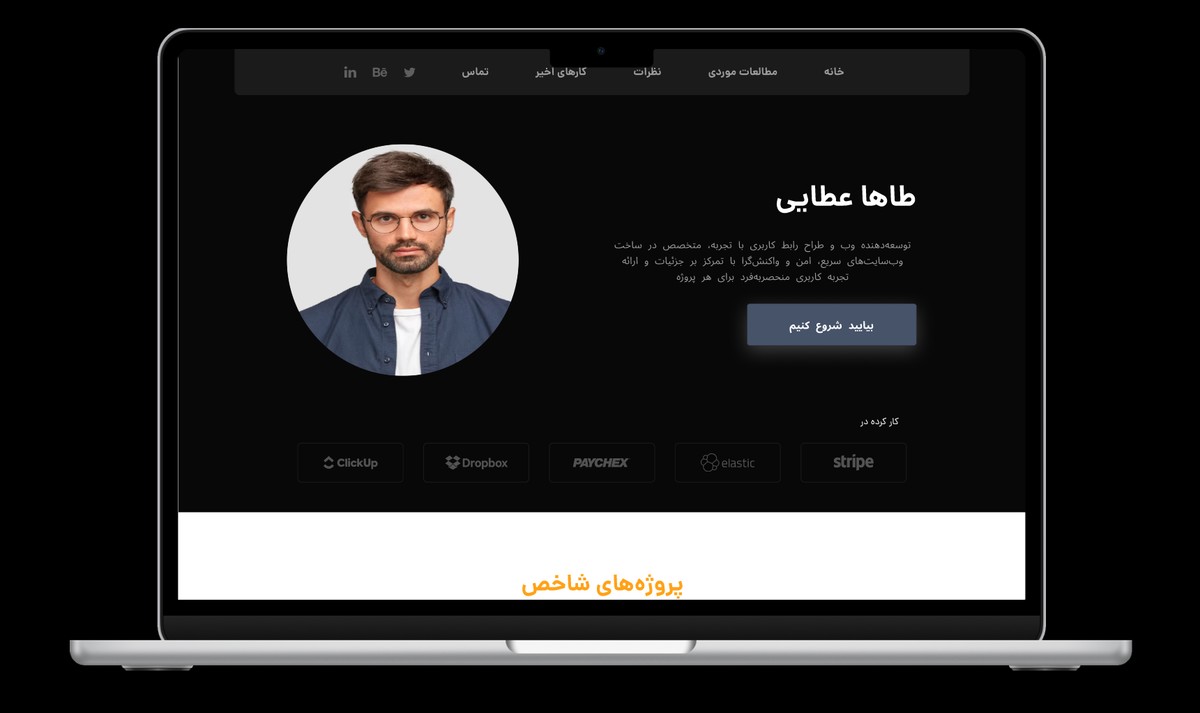 خانه
مطالعات موردی
نظرات
کارهای اخیر
تماس
Bē
in
طاها عطایی
توسعه‌دهنده وب و طراح رابط کاربری با تجربه، متخصص در ساخت
وب‌سایت‌های سریع، امن و واکنش‌گرا با تمرکز بر جزئیات و ارائه
تجربه کاربری منحصربه‌فرد برای هر پروژه
بیایید شروع کنیم
کار کرده در
stripe
elastic
PAYCHEX
Dropbox
ClickUp
پروژه‌های شاخص